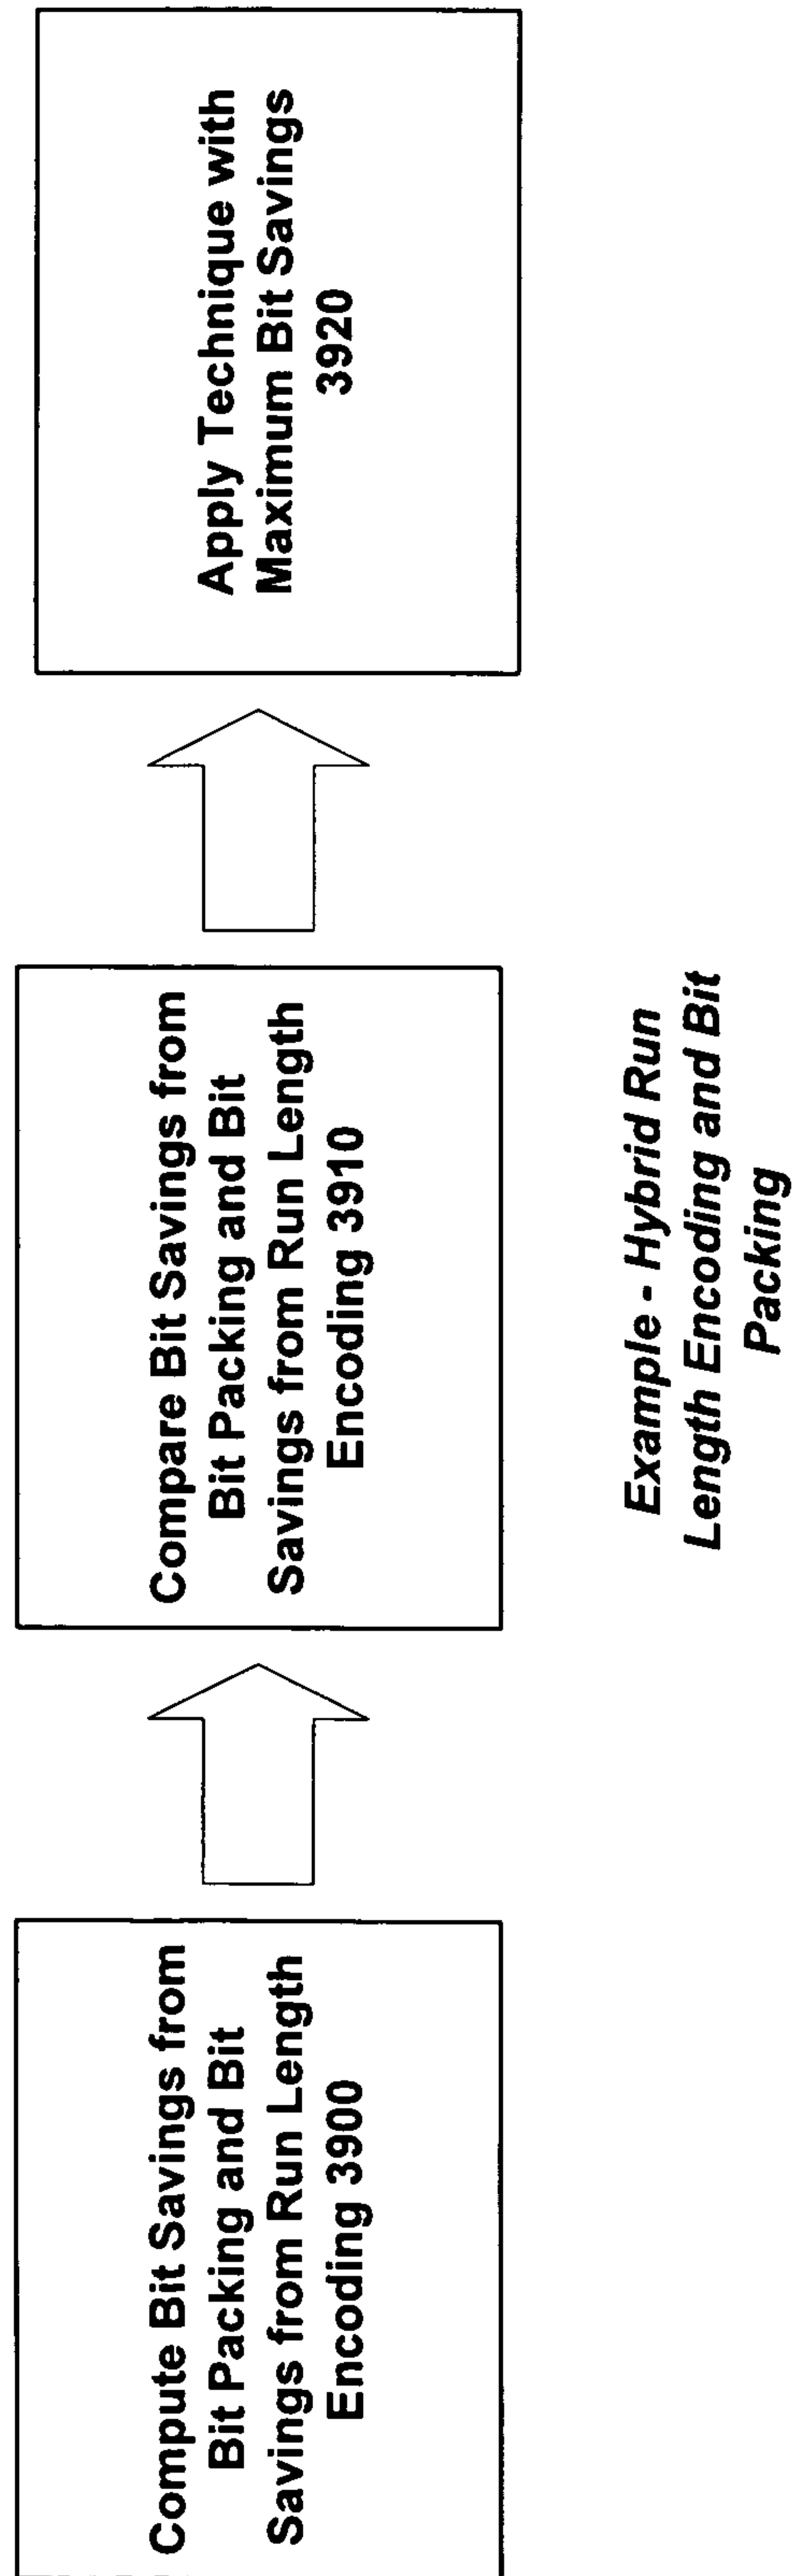 Compute Bit Savings from
Bit Packing and Bit
Savings from Run Length
Encoding 3900
Compare Bit Savings from
Bit Packing and Bit
Savings from Run Length
Encoding 3910
Apply Technique with
Maximum Bit Savings
3920
Example - Hybrid Run
Length Encoding and Bit
Packing